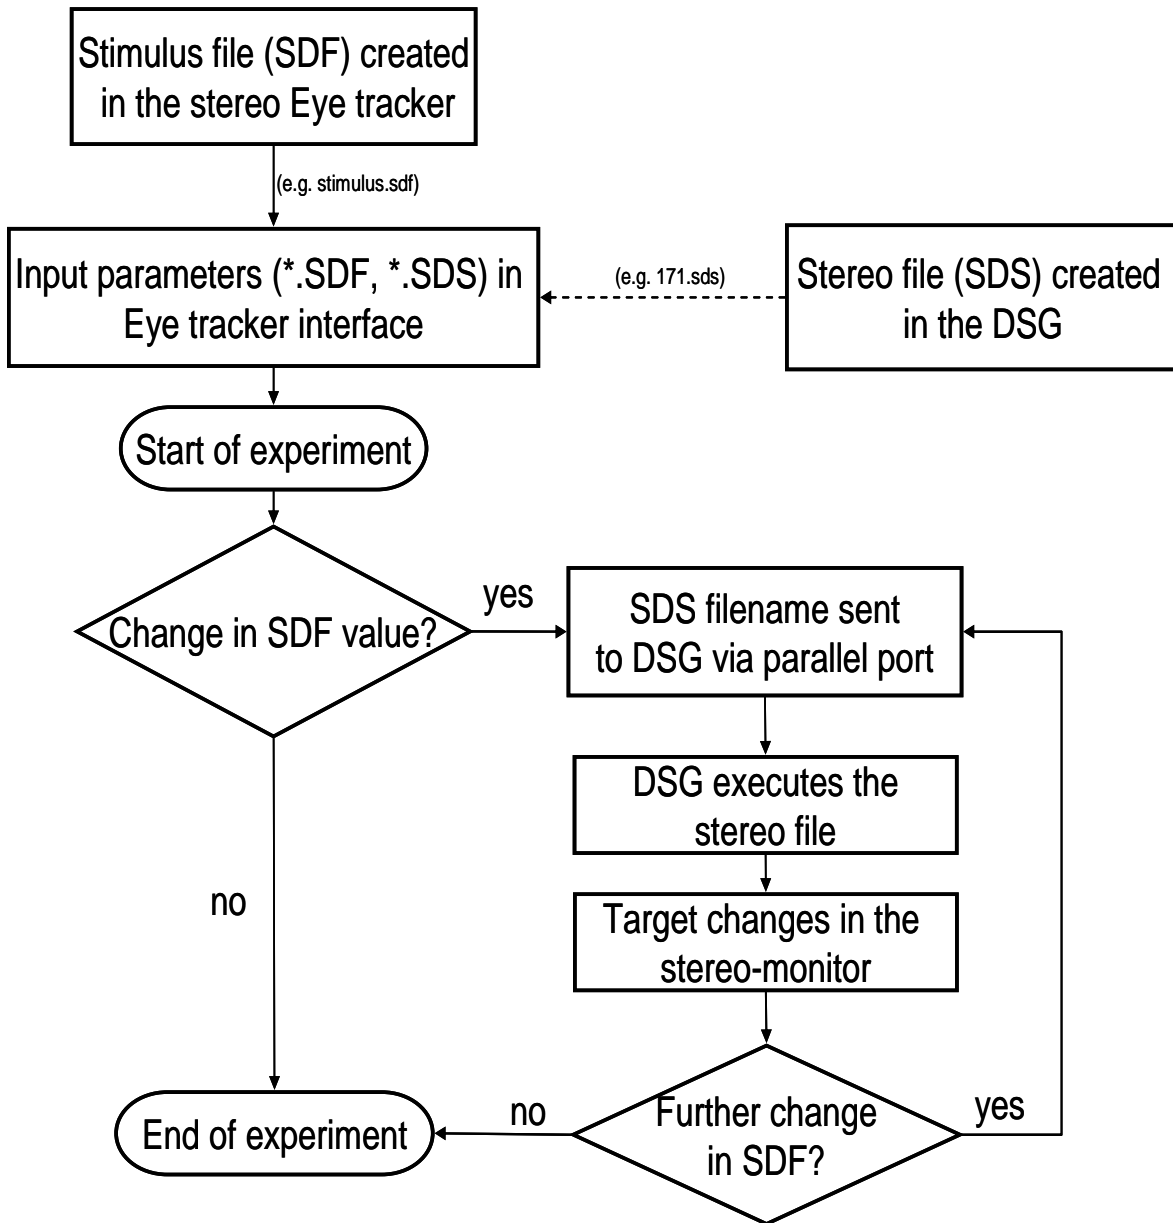 Stimulus file (SDF) created
in the stereo Eye tracker
(e.g. stimulus.sdf)
Input parameters (*.SDF, *.SDS) in
Eye tracker interface
(e.g. 171.sds)
Stereo file (SDS) created
in the DSG
Start of experiment
Change in SDF value?
yes
SDS filename sent
to DSG via parallel port
DSG executes the
stereo file
Target changes in the
stereo-monitor
no
Further change
in SDF?
yes
no
End of experiment